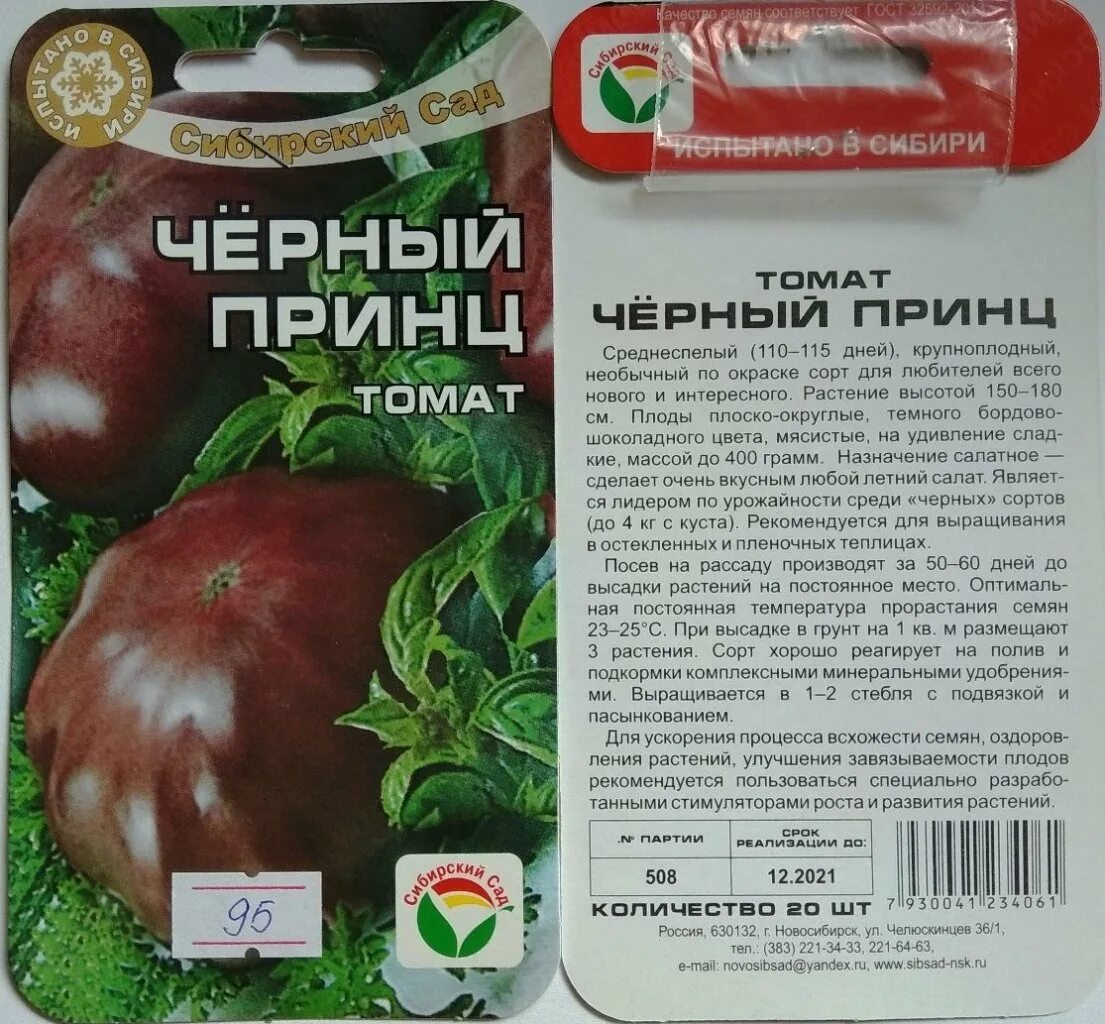 ИСПЫТАНО В СИБИРИ
Сибирский Сад
ЧЁРНЫЙ
ПРИНЦ
ТОМАТ
95
Сибирский Сад
Качество семян соответствует ГОСТ 32592-2013
Сибирский Сад
ИСПЫТАНО В СИБИРИ
ТОМАТ
ЧЁРНЫЙ ПРИНЦ
Среднеспелый (110–115 дней), крупноплодный,
необычный по окраске сорт для любителей всего
нового и интересного. Растение высотой 150–180
см. Плоды плоско-округлые, темного бордово-
шоколадного цвета, мясистые, на удивление слад-
кие, массой до 400 грамм. Назначение салатное —
сделает очень вкусным любой летний салат. Являет-
ся лидером по урожайности среди «черных» сортов
(до 4 кг с куста). Рекомендуется для выращивания
в остекленных и пленочных теплицах.
Посев на рассаду производят за 50–60 дней до
высадки растений на постоянное место. Оптималь-
ная постоянная температура прорастания семян
23–25°С. При высадке в грунт на 1 кв. м размещают
3 растения. Сорт хорошо реагирует на полив и
подкормки комплексными минеральными удобрения-
ми. Выращивается в 1–2 стебля с подвязкой и
пасынкованием.
Для ускорения процесса всхожести семян, оздоров-
ления растений, улучшения завязываемости плодов
рекомендуется пользоваться специально разрабо-
танными стимуляторами роста и развития растений.
№ ПАРТИИ
СРОК
РЕАЛИЗАЦИИ ДО:
508
12.2021
КОЛИЧЕСТВО 20 ШТ
7 930041 234061
Россия, 630132, г. Новосибирск, ул. Челюскинцев 36/1,
тел.: (383) 221-34-33, 221-64-63,
e-mail: novosibsad@yandex.ru, www.sibsad-nsk.ru